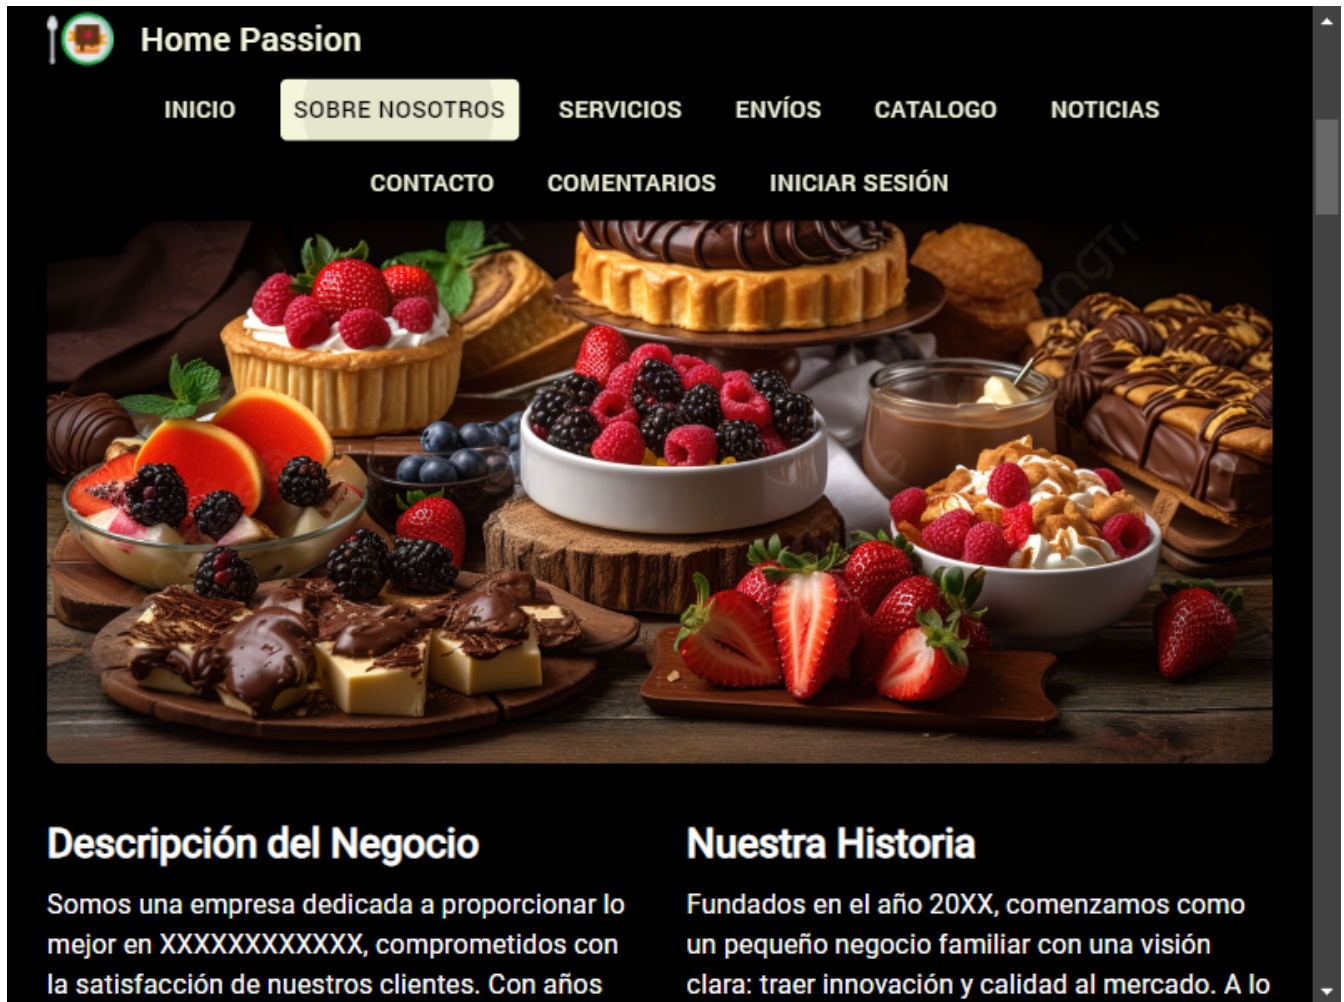 Home Passion
INICIO SOBRE NOSOTROS SERVICIOS ENVÍOS CATALOGO NOTICIAS
CONTACTO COMENTARIOS INICIAR SESIÓN
Descripción del Negocio
Somos una empresa dedicada a proporcionar lo
mejor en XXXXXXXXXXXX, comprometidos con
la satisfacción de nuestros clientes. Con años
Nuestra Historia
Fundados en el año 20XX, comenzamos como
un pequeño negocio familiar con una visión
clara: traer innovación y calidad al mercado. A lo